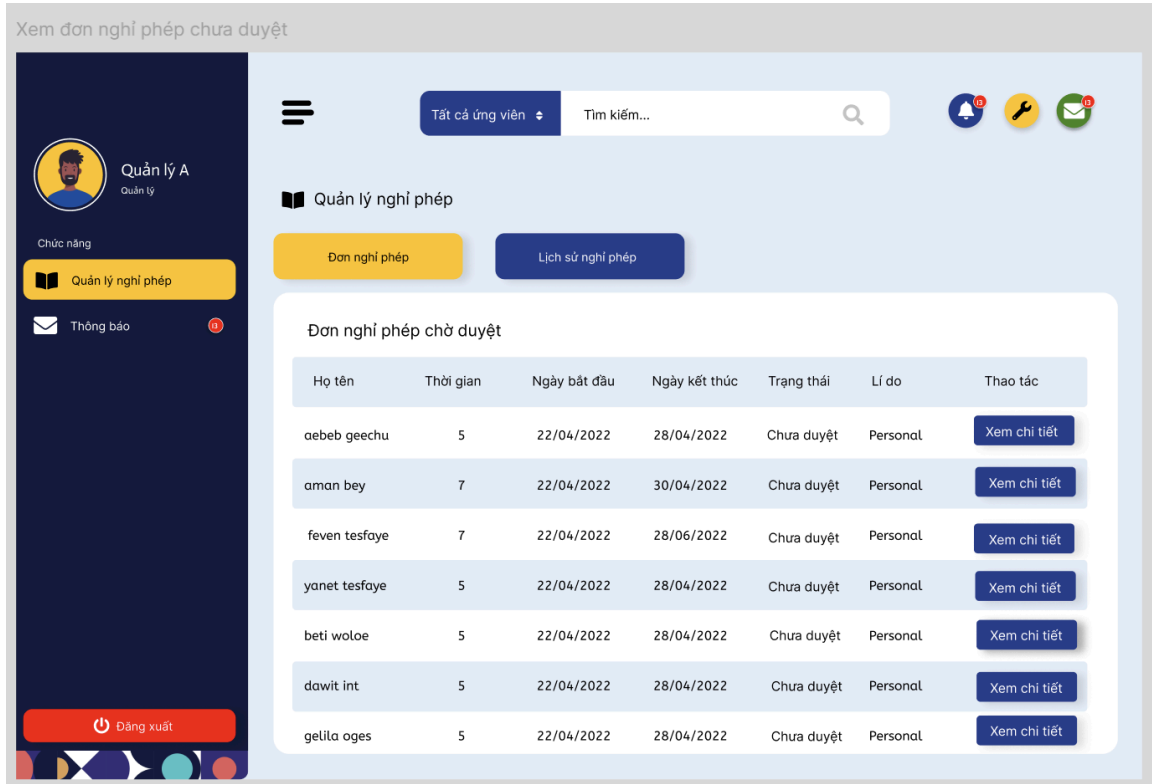 Xem đơn nghỉ phép chưa duyệt
Quản lý A
Quản lý
Chức năng
Quản lý nghỉ phép
Thông báo 13
Đăng xuất
Tất cả ứng viên Tìm kiếm...
13 13
Quản lý nghỉ phép
Đơn nghỉ phép Lịch sử nghỉ phép
Đơn nghỉ phép chờ duyệt
Họ tên Thời gian Ngày bắt đầu Ngày kết thúc Trạng thái Lí do Thao tác
aebeb geechu 5 22/04/2022 28/04/2022 Chưa duyệt Personal Xem chi tiết
aman bey 7 22/04/2022 30/04/2022 Chưa duyệt Personal Xem chi tiết
feven tesfaye 7 22/04/2022 28/06/2022 Chưa duyệt Personal Xem chi tiết
yanet tesfaye 5 22/04/2022 28/04/2022 Chưa duyệt Personal Xem chi tiết
beti woloe 5 22/04/2022 28/04/2022 Chưa duyệt Personal Xem chi tiết
dawit int 5 22/04/2022 28/04/2022 Chưa duyệt Personal Xem chi tiết
gelila oges 5 22/04/2022 28/04/2022 Chưa duyệt Personal Xem chi tiết